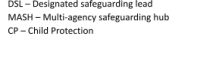 DSL – Designated safeguarding lead
MASH – Multi-agency safeguarding hub
CP – Child Protection